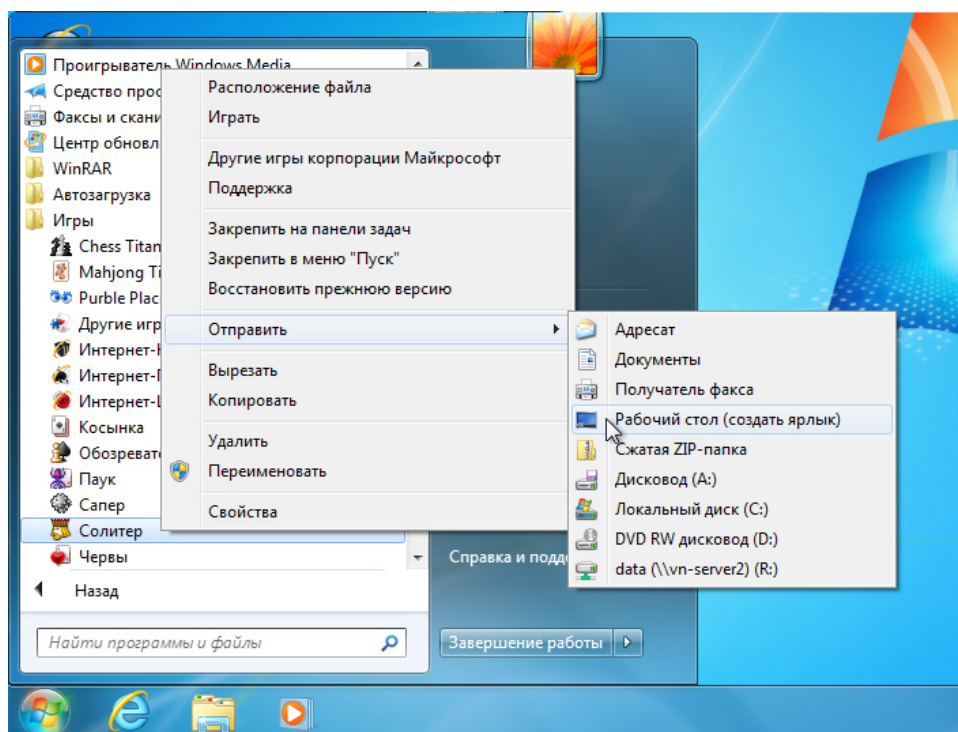 Проигрыватель Windows Media
Средство прос
Факсы и скани
Центр обновл
WinRAR
Автозагрузка
Игры
Chess Titan
Mahjong Ti
Purble Plac
Другие игр
Интернет-
Интернет-
Интернет-
Косынка
Обозреват
Паук
Сапер
Солитер
Червы
Назад
Найти программы и файлы
Расположение файла
Играть
Другие игры корпорации Майкрософт
Поддержка
Закрепить на панели задач
Закрепить в меню "Пуск"
Восстановить прежнюю версию
Отправить
Вырезать
Копировать
Удалить
Переименовать
Свойства
Адресат
Документы
Получатель факса
Рабочий стол (создать ярлык)
Сжатая ZIP-папка
Дисковод (A:)
Локальный диск (C:)
DVD RW дисковод (D:)
data (\\vn-server2) (R:)
Справка и подд
Завершение работы